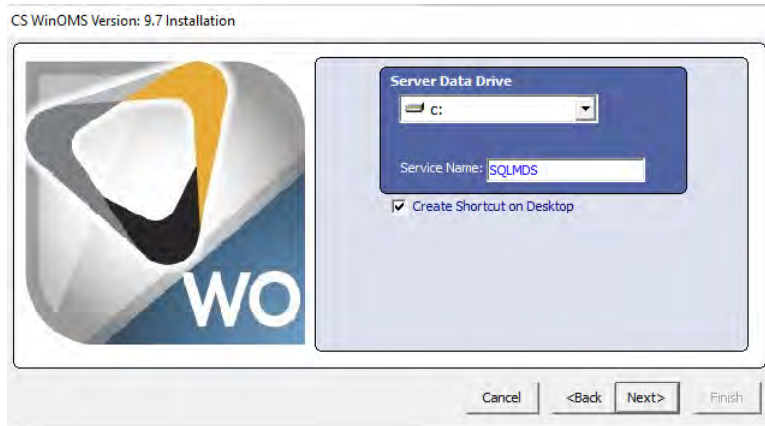 CS WinOMS Version: 9.7 Installation
Server Data Drive
c:
Service Name: SQLMDS
Create Shortcut on Desktop
WO
Cancel <Back Next> Finish